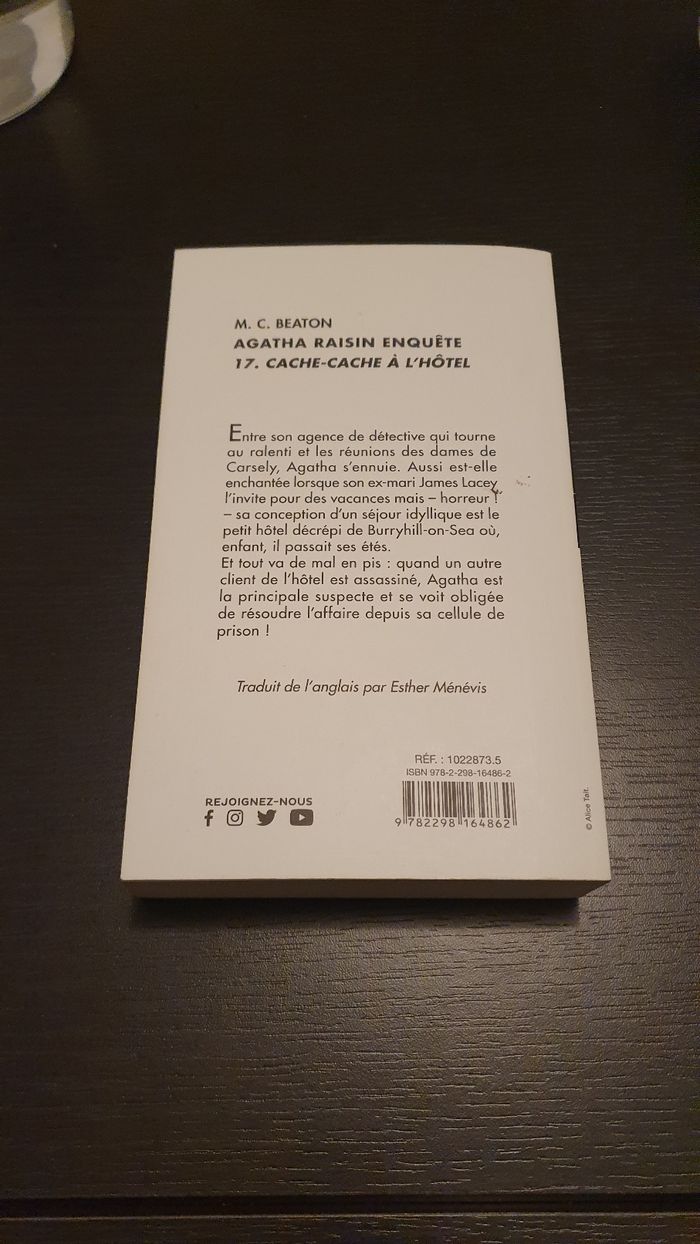 M. C. BEATON
AGATHA RAISIN ENQUÊTE
17. CACHE-CACHE À L'HÔTEL
Entre son agence de détective qui tourne
au ralenti et les réunions des dames de
Carsely, Agatha s'ennuie. Aussi est-elle
enchantée lorsque son ex-mari James Lacey
l'invite pour des vacances mais – horreur !
– sa conception d'un séjour idyllique est le
petit hôtel décrépi de Burryhill-on-Sea où,
enfant, il passait ses étés.
Et tout va de mal en pis : quand un autre
client de l'hôtel est assassiné, Agatha est
la principale suspecte et se voit obligée
de résoudre l'affaire depuis sa cellule de
prison !
Traduit de l'anglais par Esther Ménévis
RÉF. : 1022873.5
ISBN 978-2-298-16486-2
9 782298 164862
REJOIGNEZ-NOUS
© Alice Tait.